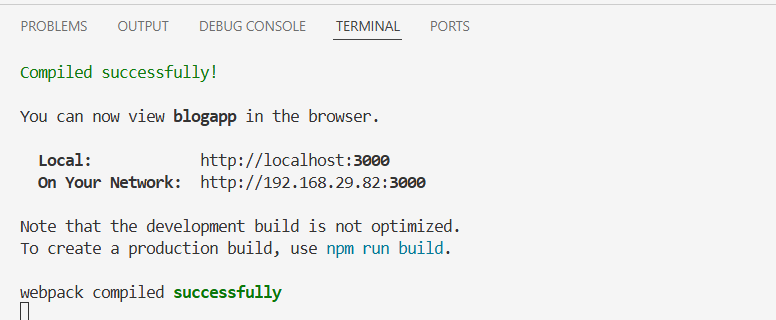 PROBLEMS OUTPUT DEBUG CONSOLE TERMINAL PORTS
Compiled successfully!
You can now view blogapp in the browser.
Local: http://localhost:3000
On Your Network: http://192.168.29.82:3000
Note that the development build is not optimized.
To create a production build, use npm run build.
webpack compiled successfully